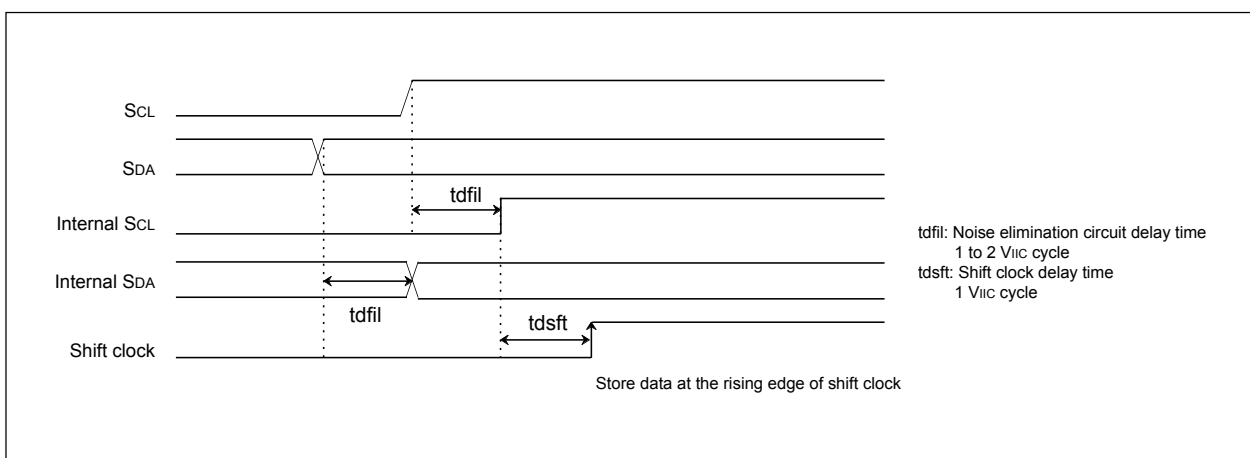 SCL
SDA
tdfil
Internal SCL
tdfil: Noise elimination circuit delay time
1 to 2 VIIC cycle
tdsft: Shift clock delay time
1 VIIC cycle
Internal SDA
tdfil
tdsft
Shift clock
Store data at the rising edge of shift clock